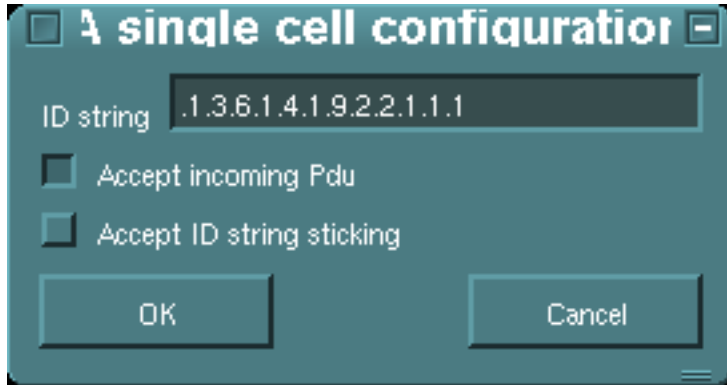 A single cell configuration
ID string .1.3.6.1.4.1.9.2.2.1.1.1
Accept incoming Pdu
Accept ID string sticking
OK Cancel